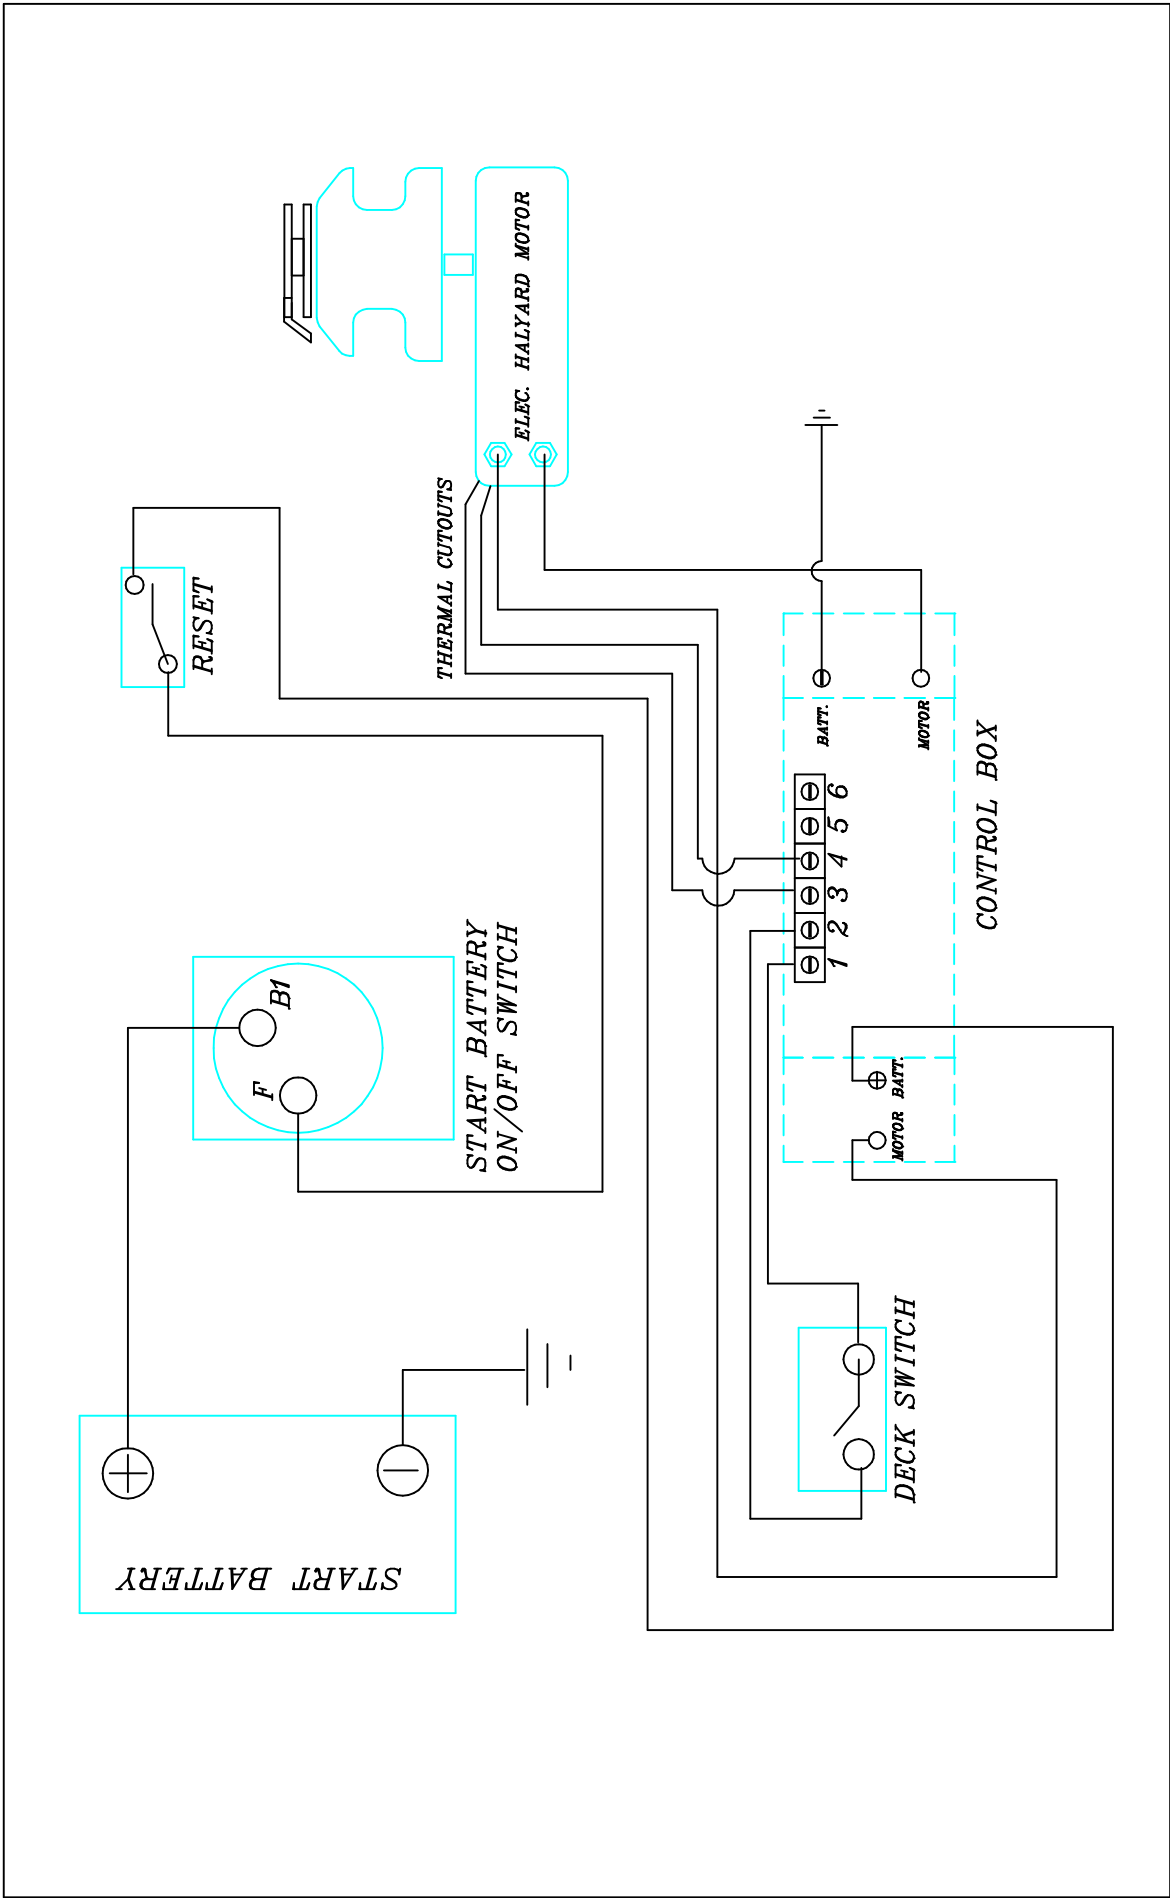 START BATTERY
START BATTERY
ON/OFF SWITCH
F
B1
RESET
THERMAL CUTOUTS
ELEC. HALYARD MOTOR
DECK SWITCH
MOTOR
BATT.
1 2 3 4 5 6
BATT.
MOTOR
CONTROL BOX